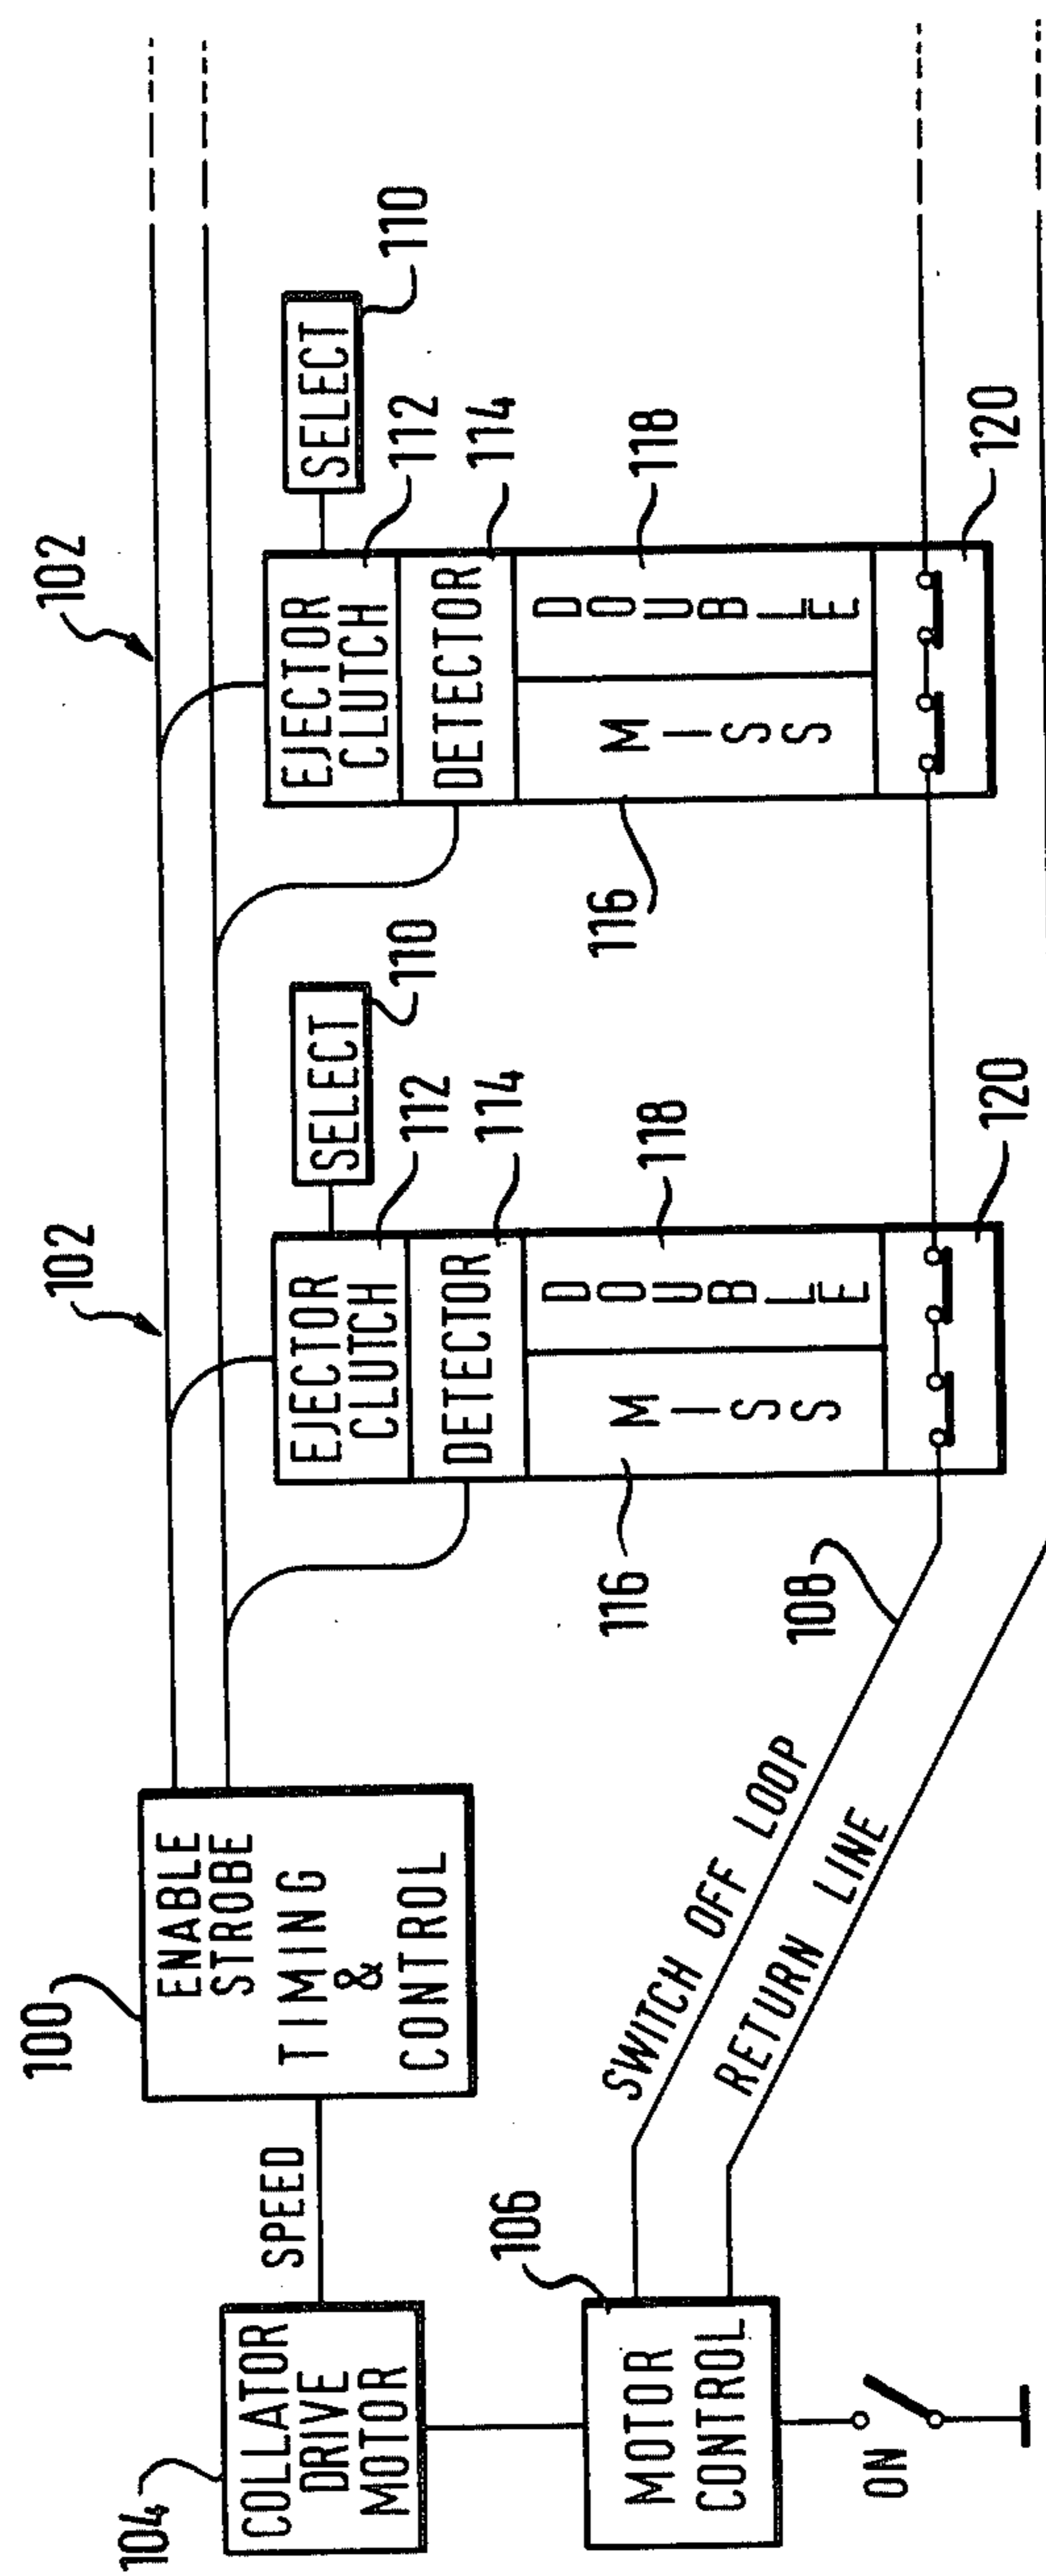 104
COLLATOR
DRIVE
MOTOR
SPEED
100
ENABLE
STROBE
TIMING
&
CONTROL
102
102
106
MOTOR
CONTROL
ON
SWITCH OFF LOOP
RETURN LINE
108
EJECTOR
CLUTCH
DETECTOR
MISS
DOUBLE
SELECT
110
112
114
116
118
120
EJECTOR
CLUTCH
DETECTOR
MISS
DOUBLE
SELECT
110
112
114
116
118
120